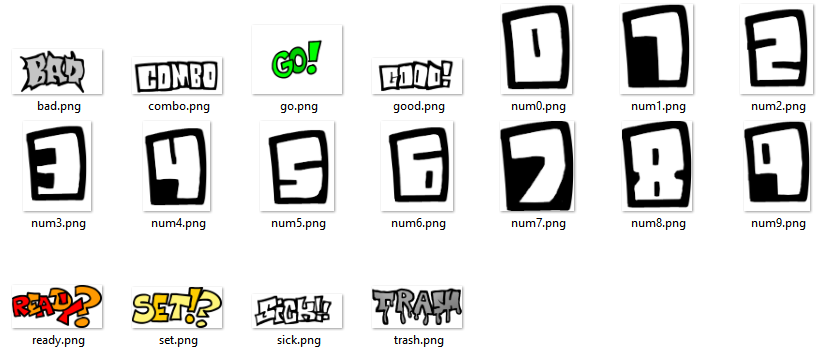 BAD
COMBO
GO!
GOOD!
0
1
2
bad.png
combo.png
go.png
good.png
num0.png
num1.png
num2.png
3
4
5
6
7
8
9
num3.png
num4.png
num5.png
num6.png
num7.png
num8.png
num9.png
READY?
SET!?
SiCK!!
TRASH
ready.png
set.png
sick.png
trash.png